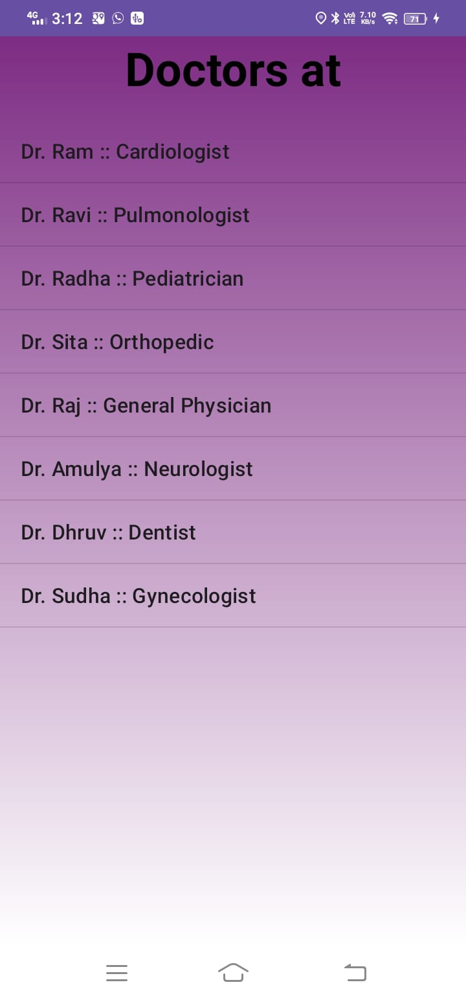 4G 3:12 VoD LTE 7.10 KB/s 71
Doctors at
Dr. Ram :: Cardiologist
Dr. Ravi :: Pulmonologist
Dr. Radha :: Pediatrician
Dr. Sita :: Orthopedic
Dr. Raj :: General Physician
Dr. Amulya :: Neurologist
Dr. Dhruv :: Dentist
Dr. Sudha :: Gynecologist